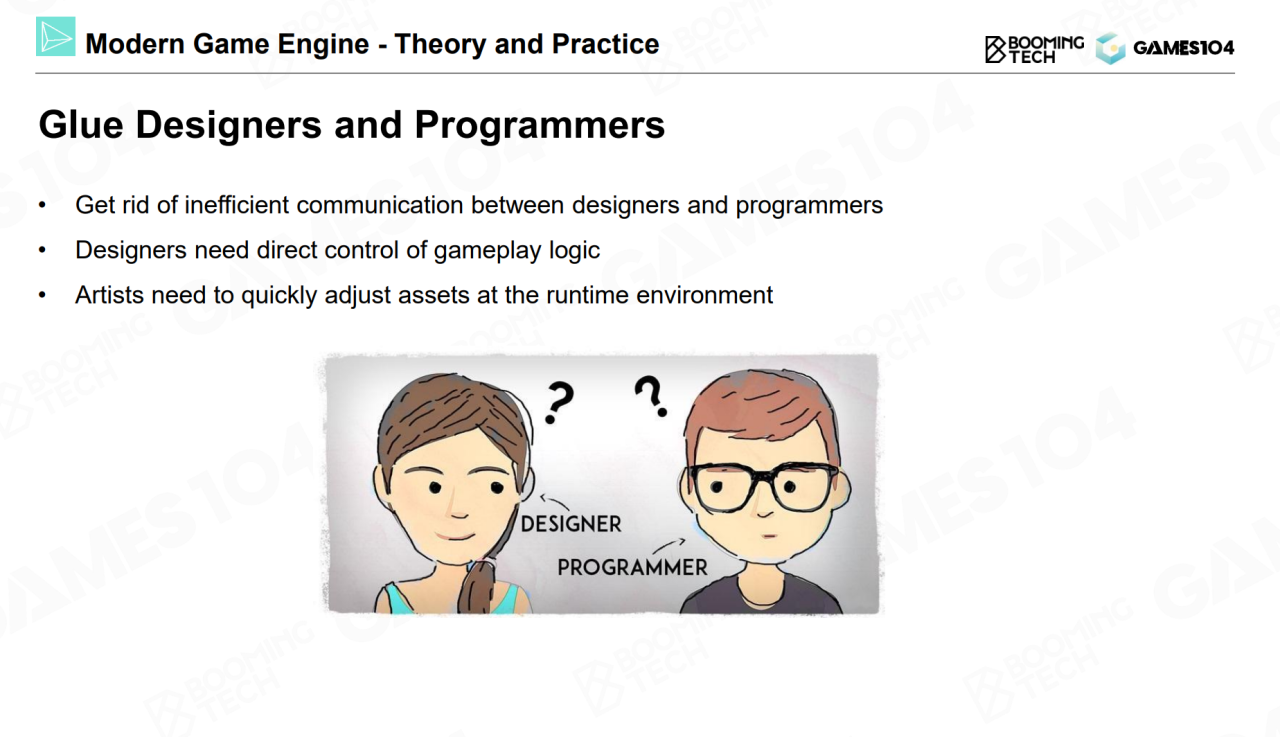 Modern Game Engine - Theory and Practice
BOOMING
TECH
GAMES104
Glue Designers and Programmers
• Get rid of inefficient communication between designers and programmers
• Designers need direct control of gameplay logic
• Artists need to quickly adjust assets at the runtime environment
? ?
DESIGNER
PROGRAMMER